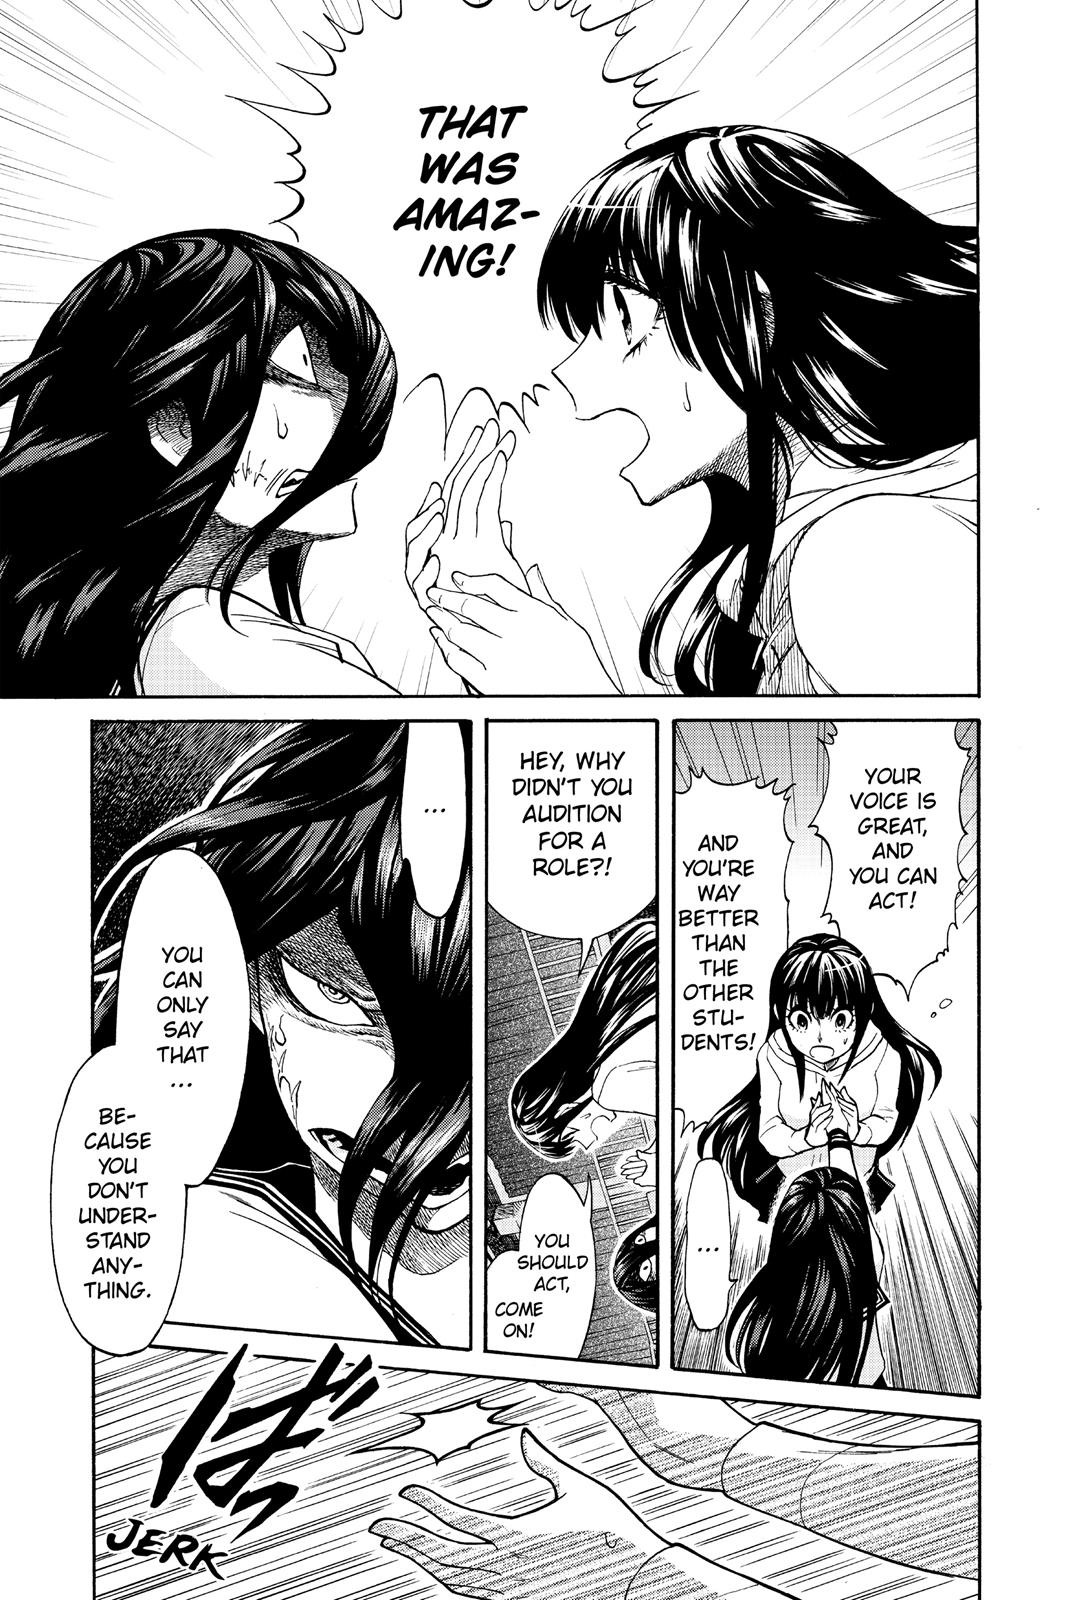 THAT
WAS
AMAZ-
ING!
YOUR
VOICE IS
GREAT,
AND
YOU CAN
ACT!
AND
YOU'RE
WAY
BETTER
THAN
THE
OTHER
STU-
DENTS!
...
HEY, WHY
DIDN'T YOU
AUDITION
FOR A
ROLE?!
YOU
SHOULD
ACT,
COME
ON!
...
YOU
CAN
ONLY
SAY
THAT
...
BE-
CAUSE
YOU
DON'T
UNDER-
STAND
ANY-
THING.
ばっ
JERK